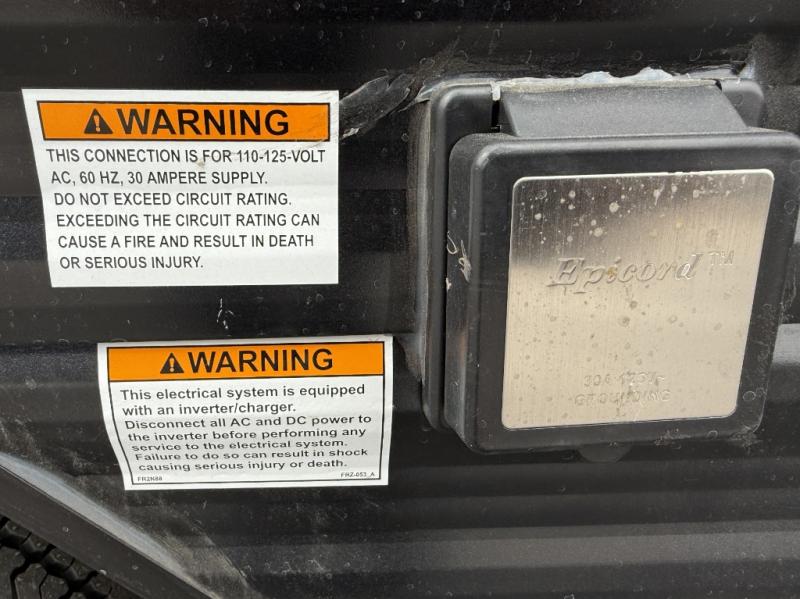 WARNING
THIS CONNECTION IS FOR 110-125-VOLT
AC, 60 HZ, 30 AMPERE SUPPLY.
DO NOT EXCEED CIRCUIT RATING.
EXCEEDING THE CIRCUIT RATING CAN
CAUSE A FIRE AND RESULT IN DEATH
OR SERIOUS INJURY.
Epicord™
30A 125V~
GROUNDING
WARNING
This electrical system is equipped
with an inverter/charger.
Disconnect all AC and DC power to
the inverter before performing any
service to the electrical system.
Failure to do so can result in shock
causing serious injury or death.
FR2N88 FRZ-053_A